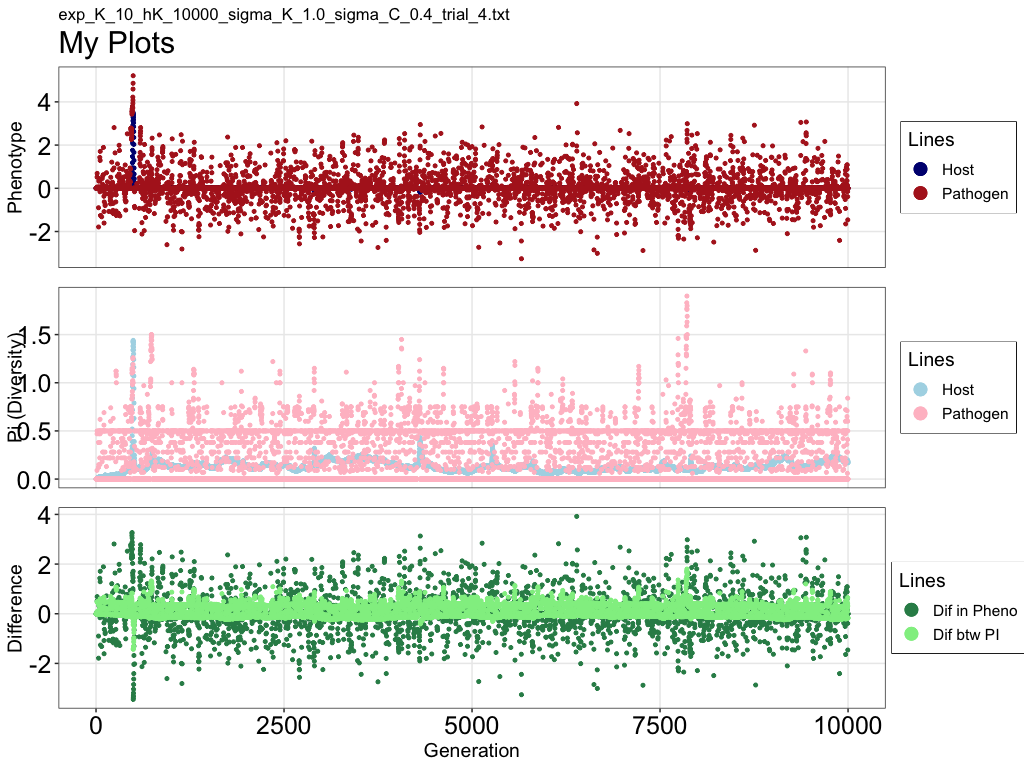 exp_K_10_hK_10000_sigma_K_1.0_sigma_C_0.4_trial_4.txt
My Plots
Phenotype
4
2
0
-2
Lines
Host
Pathogen
Pi (Diversity)
1.5
1.0
0.5
0.0
Lines
Host
Pathogen
Difference
4
2
0
-2
Lines
Dif in Pheno
Dif btw PI
0 2500 5000 7500 10000
Generation